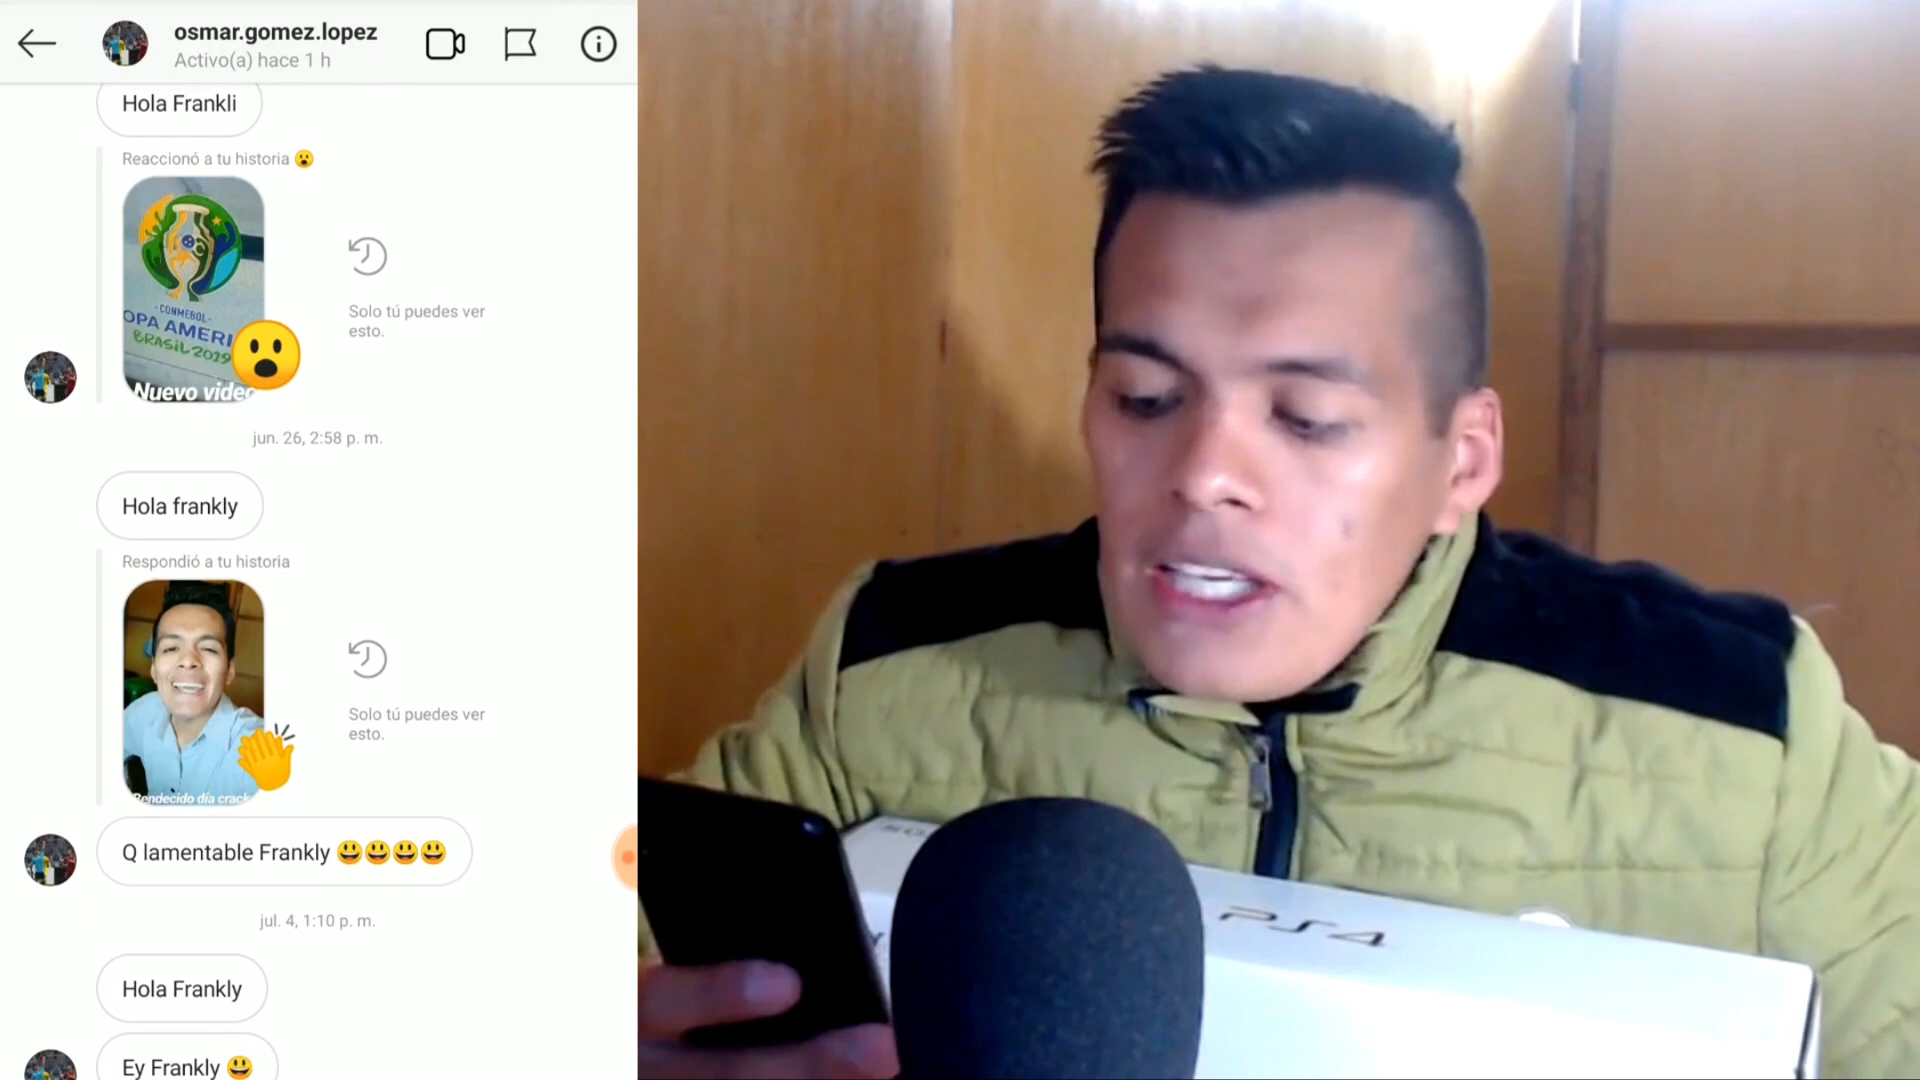 osmar.gomez.lopez
Activo(a) hace 1 h
Hola Frankli
Reaccionó a tu historia 😮
CONMEBOL
OPA AMERI
BRASiL 2019
Nuevo video
Solo tú puedes ver
esto.
jun. 26, 2:58 p. m.
Hola frankly
Respondió a tu historia
Bendecido día crack
Solo tú puedes ver
esto.
Q lamentable Frankly 😃😃😃😃
jul. 4, 1:10 p. m.
Hola Frankly
Ey Frankly 😃
PS4